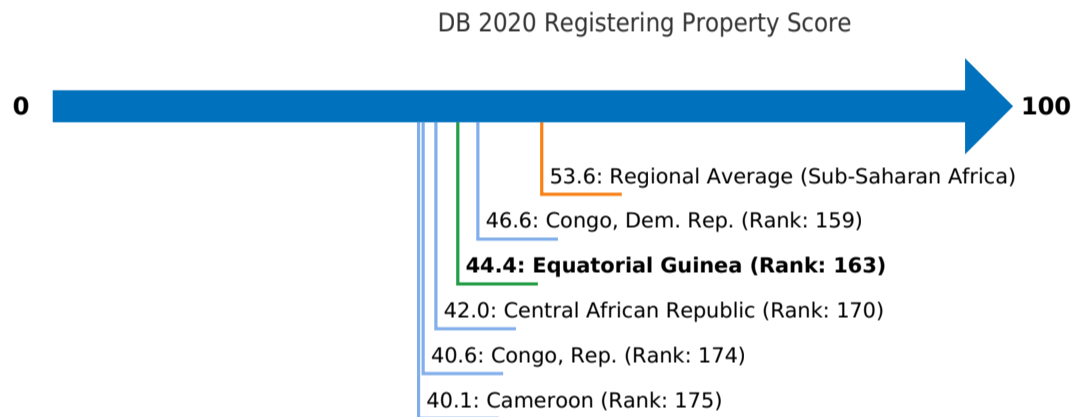 DB 2020 Registering Property Score
0
100
53.6: Regional Average (Sub-Saharan Africa)
46.6: Congo, Dem. Rep. (Rank: 159)
44.4: Equatorial Guinea (Rank: 163)
42.0: Central African Republic (Rank: 170)
40.6: Congo, Rep. (Rank: 174)
40.1: Cameroon (Rank: 175)